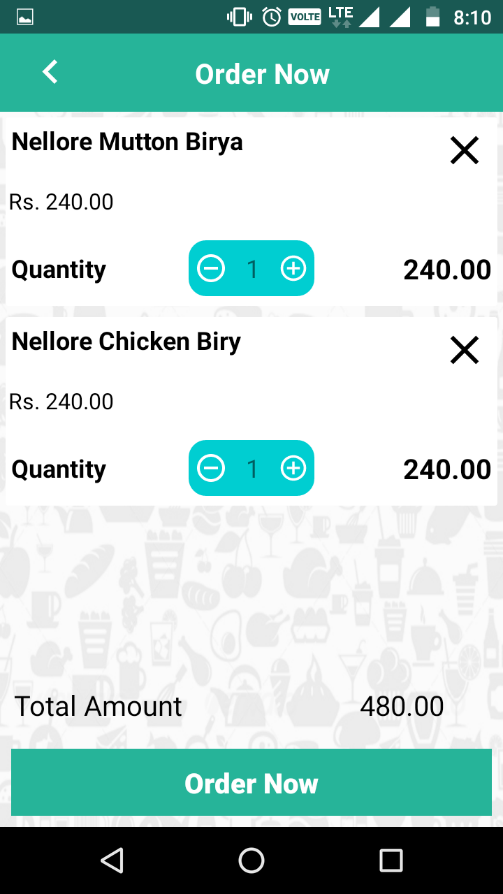 VOLTE LTE 8:10
Order Now
Nellore Mutton Birya
Rs. 240.00
Quantity 1 240.00
Nellore Chicken Biry
Rs. 240.00
Quantity 1 240.00
Total Amount 480.00
Order Now